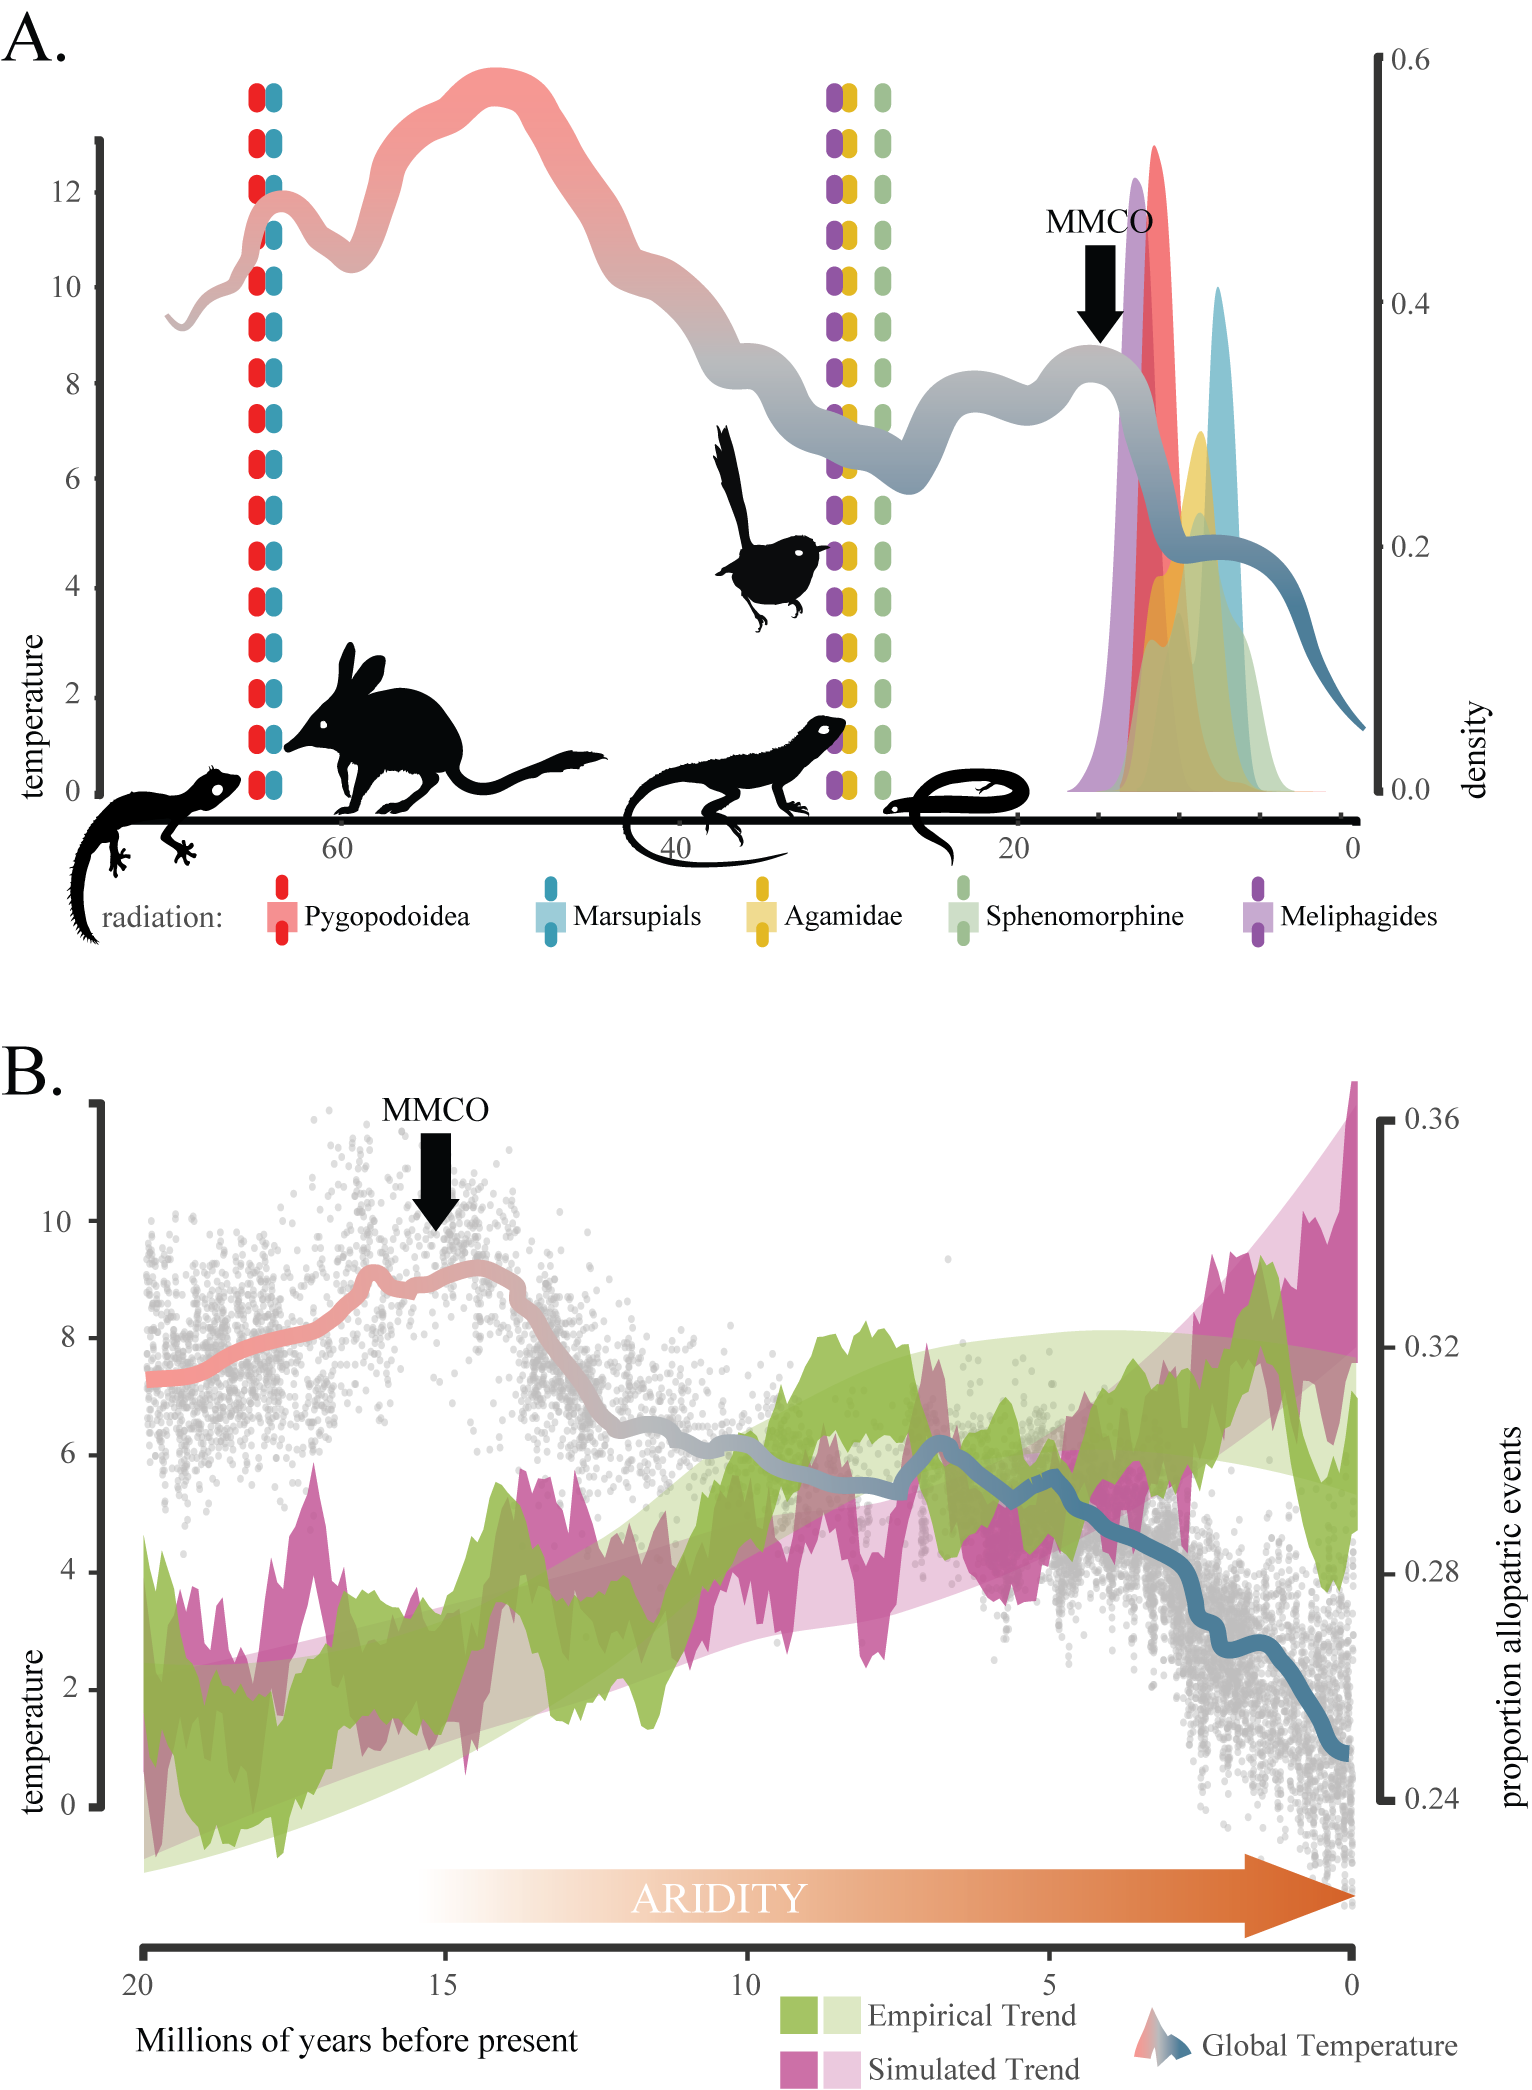 A.
0.6
MMCO
12
10
0.4
8
6
0.2
4
2
0
0.0
temperature
density
60
40
20
0
radiation:
Pygopodoidea
Marsupials
Agamidae
Sphenomorphine
Meliphagides
B.
MMCO
0.36
10
8
0.32
6
4
0.28
2
0
0.24
temperature
proportion allopatric events
ARIDITY
20
15
10
5
0
Millions of years before present
Empirical Trend
Simulated Trend
Global Temperature